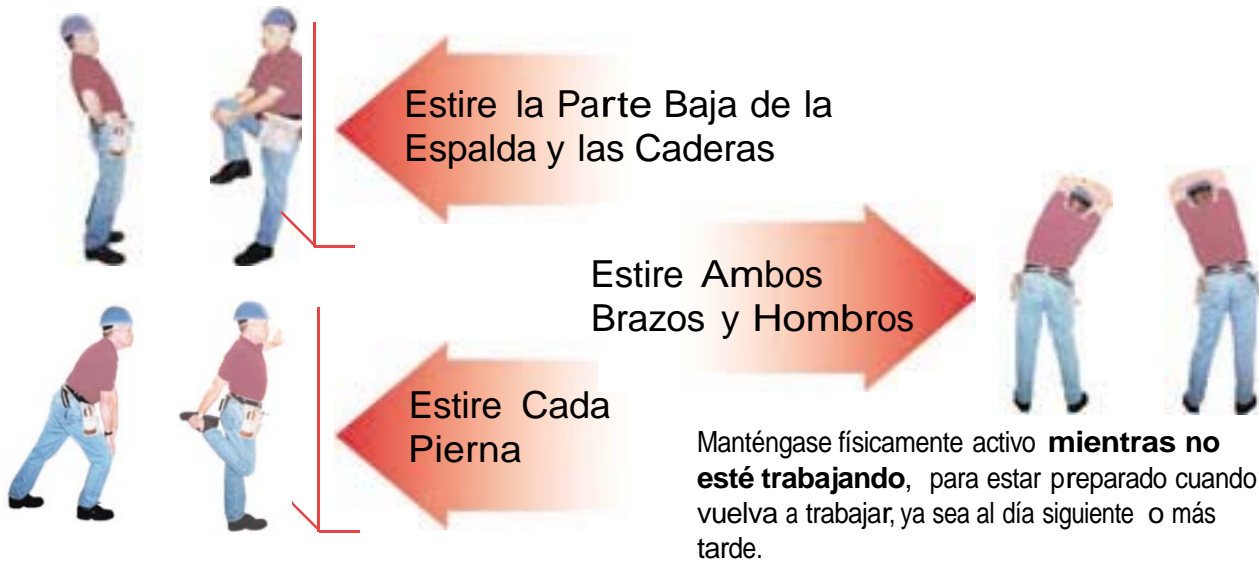 Estire la Parte Baja de la
Espalda y las Caderas
Estire Ambos
Brazos y Hombros
Estire Cada
Pierna
Manténgase físicamente activo mientras no
esté trabajando, para estar preparado cuando
vuelva a trabajar, ya sea al día siguiente o más
tarde.